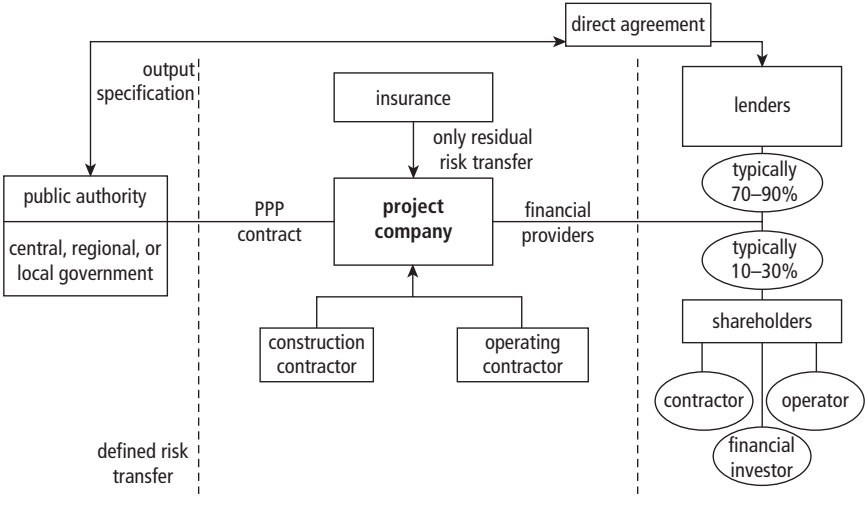 direct agreement
output
specification
insurance
lenders
only residual
risk transfer
typically
70–90%
public authority
central, regional, or
local government
PPP
contract
project
company
financial
providers
typically
10–30%
shareholders
construction
contractor
operating
contractor
contractor
operator
financial
investor
defined risk
transfer